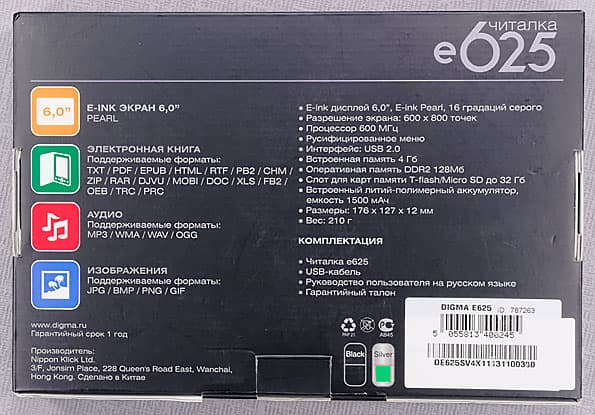 читалка
e625
6,0"
E-INK ЭКРАН 6,0"
PEARL
ЭЛЕКТРОННАЯ КНИГА
Поддерживаемые форматы:
TXT / PDF / EPUB / HTML / RTF / PB2 / CHM /
ZIP / RAR / DJVU / MOBI / DOC / XLS / FB2 /
OEB / TRC / PRC
АУДИО
Поддерживаемые форматы:
MP3 / WMA / WAV / OGG
ИЗОБРАЖЕНИЯ
Поддерживаемые форматы:
JPG / BMP / PNG / GIF
www.digma.ru
Гарантийный срок 1 год
Производитель:
Nippon Klick Ltd.
3/F, Jonsim Place, 228 Queen's Road East, Wanchai,
Hong Kong. Сделано в Китае
• E-ink дисплей 6,0", E-ink Pearl, 16 градаций серого
• Разрешение экрана: 600 x 800 точек
• Процессор 600 МГц
• Русифицированное меню
• Интерфейс: USB 2.0
• Встроенная память 4 Гб
• Оперативная память DDR2 128Мб
• Слот для карт памяти T-flash/Micro SD до 32 Гб
• Встроенный литий-полимерный аккумулятор,
емкость 1500 мАч
• Размеры: 176 x 127 x 12 мм
• Вес: 210 г
КОМПЛЕКТАЦИЯ
• Читалка e625
• USB-кабель
• Руководство пользователя на русском языке
• Гарантийный талон
PAP21
АВ45
Black
Silver
DIGMA E625 ID: 787263
5 055813 406245